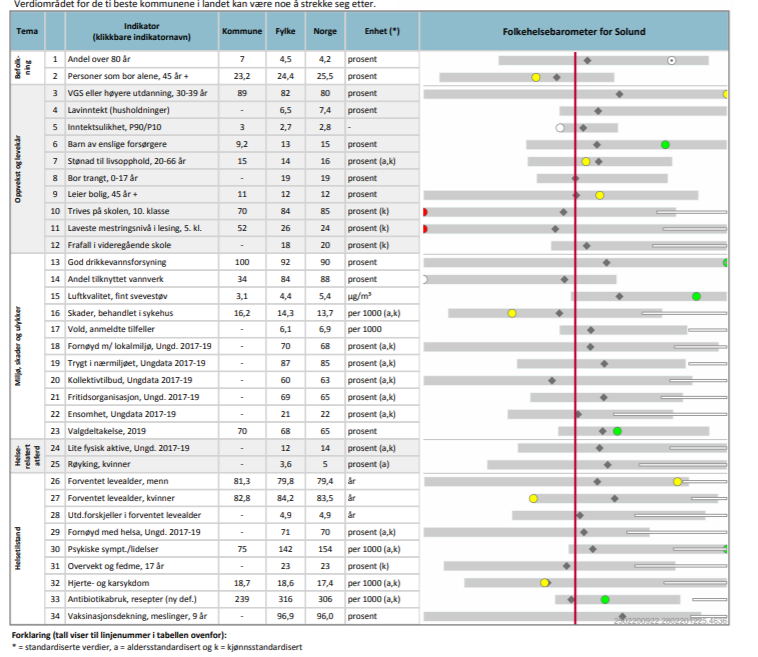 Verdiområdet for de ti beste kommunene i landet kan være noe å strekke seg etter.
Tema Indikator (klikkbare indikatornavn) Kommune Fylke Norge Enhet (*) Folkehelsebarometer for Solund
Befolk-
ning
1 Andel over 80 år 7 4,5 4,2 prosent
2 Personer som bor alene, 45 år + 23,2 24,4 25,5 prosent
Oppvekst og levekår
3 VGS eller høyere utdanning, 30-39 år 89 82 80 prosent
4 Lavinntekt (husholdninger) - 6,5 7,4 prosent
5 Inntektsulikhet, P90/P10 3 2,7 2,8 -
6 Barn av enslige forsørgere 9,2 13 15 prosent
7 Stønad til livsopphold, 20-66 år 15 14 16 prosent (a,k)
8 Bor trangt, 0-17 år - 19 19 prosent
9 Leier bolig, 45 år + 11 12 12 prosent
10 Trives på skolen, 10. klasse 70 84 85 prosent (k)
11 Laveste mestringsnivå i lesing, 5. kl. 52 26 24 prosent (k)
12 Frafall i videregående skole - 18 20 prosent (k)
Miljø, skader og ulykker
13 God drikkevannsforsyning 100 92 90 prosent
14 Andel tilknyttet vannverk 34 84 88 prosent
15 Luftkvalitet, fint svevestøv 3,1 4,4 5,4 µg/m³
16 Skader, behandlet i sykehus 16,2 14,3 13,7 per 1000 (a,k)
17 Vold, anmeldte tilfeller - 6,1 6,9 per 1000
18 Fornøyd m/ lokalmiljø, Ungd. 2017-19 - 70 68 prosent (a,k)
19 Trygt i nærmiljøet, Ungdata 2017-19 - 87 85 prosent (a,k)
20 Kollektivtilbud, Ungdata 2017-19 - 60 63 prosent (a,k)
21 Fritidsorganisasjon, Ungd. 2017-19 - 69 65 prosent (a,k)
22 Ensomhet, Ungdata 2017-19 - 21 22 prosent (a,k)
23 Valgdeltakelse, 2019 70 68 65 prosent
Helse-
relatert
atferd
24 Lite fysisk aktive, Ungd. 2017-19 - 12 14 prosent (a,k)
25 Røyking, kvinner - 3,6 5 prosent (a)
Helsetilstand
26 Forventet levealder, menn 81,3 79,8 79,4 år
27 Forventet levealder, kvinner 82,8 84,2 83,5 år
28 Utd.forskjeller i forventet levealder - 4,9 4,9 år
29 Fornøyd med helsa, Ungdata 2017-19 - 71 70 prosent (a,k)
30 Psykiske sympt./lidelser 75 142 154 per 1000 (a,k)
31 Overvekt og fedme, 17 år - 23 23 prosent (k)
32 Hjerte- og karsykdom 18,7 18,6 17,4 per 1000 (a,k)
33 Antibiotikabruk, resepter (ny def.) 239 316 306 per 1000 (a,k)
34 Vaksinasjonsdekning, meslinger, 9 år - 96,9 96,0 prosent
Forklaring (tall viser til linjenummer i tabellen ovenfor):
* = standardiserte verdier, a = aldersstandardisert og k = kjønnsstandardisert